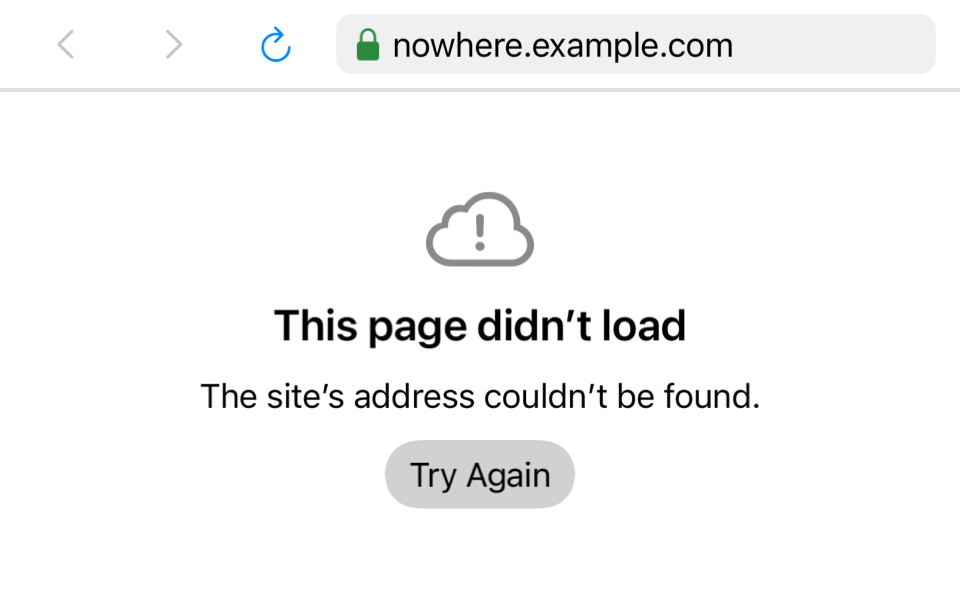 nowhere.example.com
This page didn’t load
The site’s address couldn’t be found.
Try Again